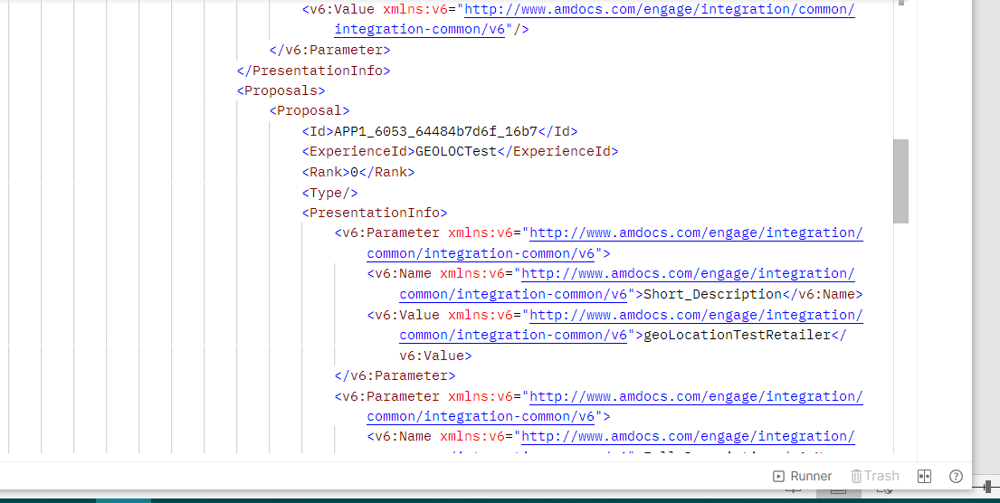 <v6:Value xmlns:v6="http://www.amdocs.com/engage/integration/common/
integration-common/v6"/>
</v6:Parameter>
</PresentationInfo>
<Proposals>
<Proposal>
<Id>APP1_6053_64484b7d6f_16b7</Id>
<ExperienceId>GEOLOCTest</ExperienceId>
<Rank>0</Rank>
<Type/>
<PresentationInfo>
<v6:Parameter xmlns:v6="http://www.amdocs.com/engage/integration/
common/integration-common/v6">
<v6:Name xmlns:v6="http://www.amdocs.com/engage/integration/
common/integration-common/v6">Short_Description</v6:Name>
<v6:Value xmlns:v6="http://www.amdocs.com/engage/integration/
common/integration-common/v6">geoLocationTestRetailer</
v6:Value>
</v6:Parameter>
<v6:Parameter xmlns:v6="http://www.amdocs.com/engage/integration/
common/integration-common/v6">
<v6:Name xmlns:v6="http://www.amdocs.com/engage/integration/
Runner Trash